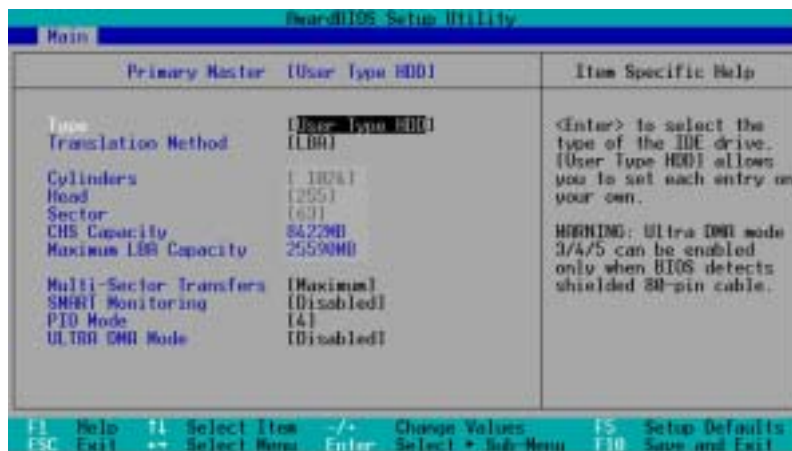 AwardBIOS Setup Utility
Main
Primary Master [User Type HDD]
Item Specific Help
Type [User Type HDD]
Translation Method [LBA]
Cylinders [ 1024]
Head [255]
Sector [63]
CHS Capacity 8422MB
Maximum LBA Capacity 25590MB
Multi-Sector Transfers [Maximum]
SMART Monitoring [Disabled]
PIO Mode [4]
ULTRA DMA Mode [Disabled]
<Enter> to select the
type of the IDE drive.
[User Type HDD] allows
you to set each entry on
your own.
WARNING: Ultra DMA mode
3/4/5 can be enabled
only when BIOS detects
shielded 80-pin cable.
F1 Help ↑↓ Select Item -/+ Change Values F5 Setup Defaults
ESC Exit ←→ Select Menu Enter Select ▶ Sub-Menu F10 Save and Exit